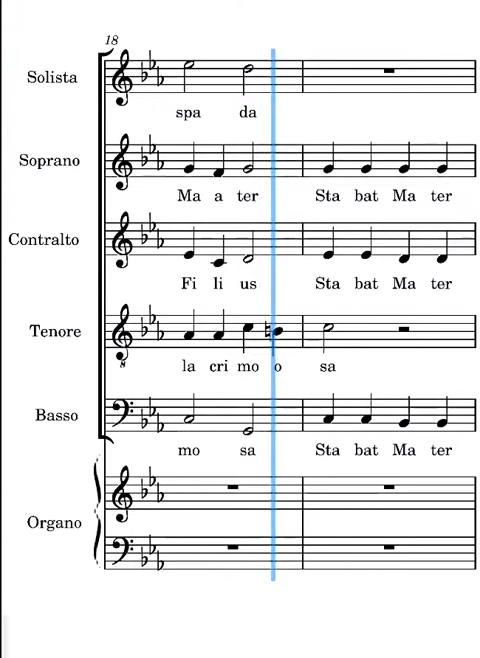 18
Solista
spa da
Soprano
Ma a ter Sta bat Ma ter
Contralto
Fi li us Sta bat Ma ter
Tenore
8
la cri mo o sa
Basso
mo sa Sta bat Ma ter
Organo